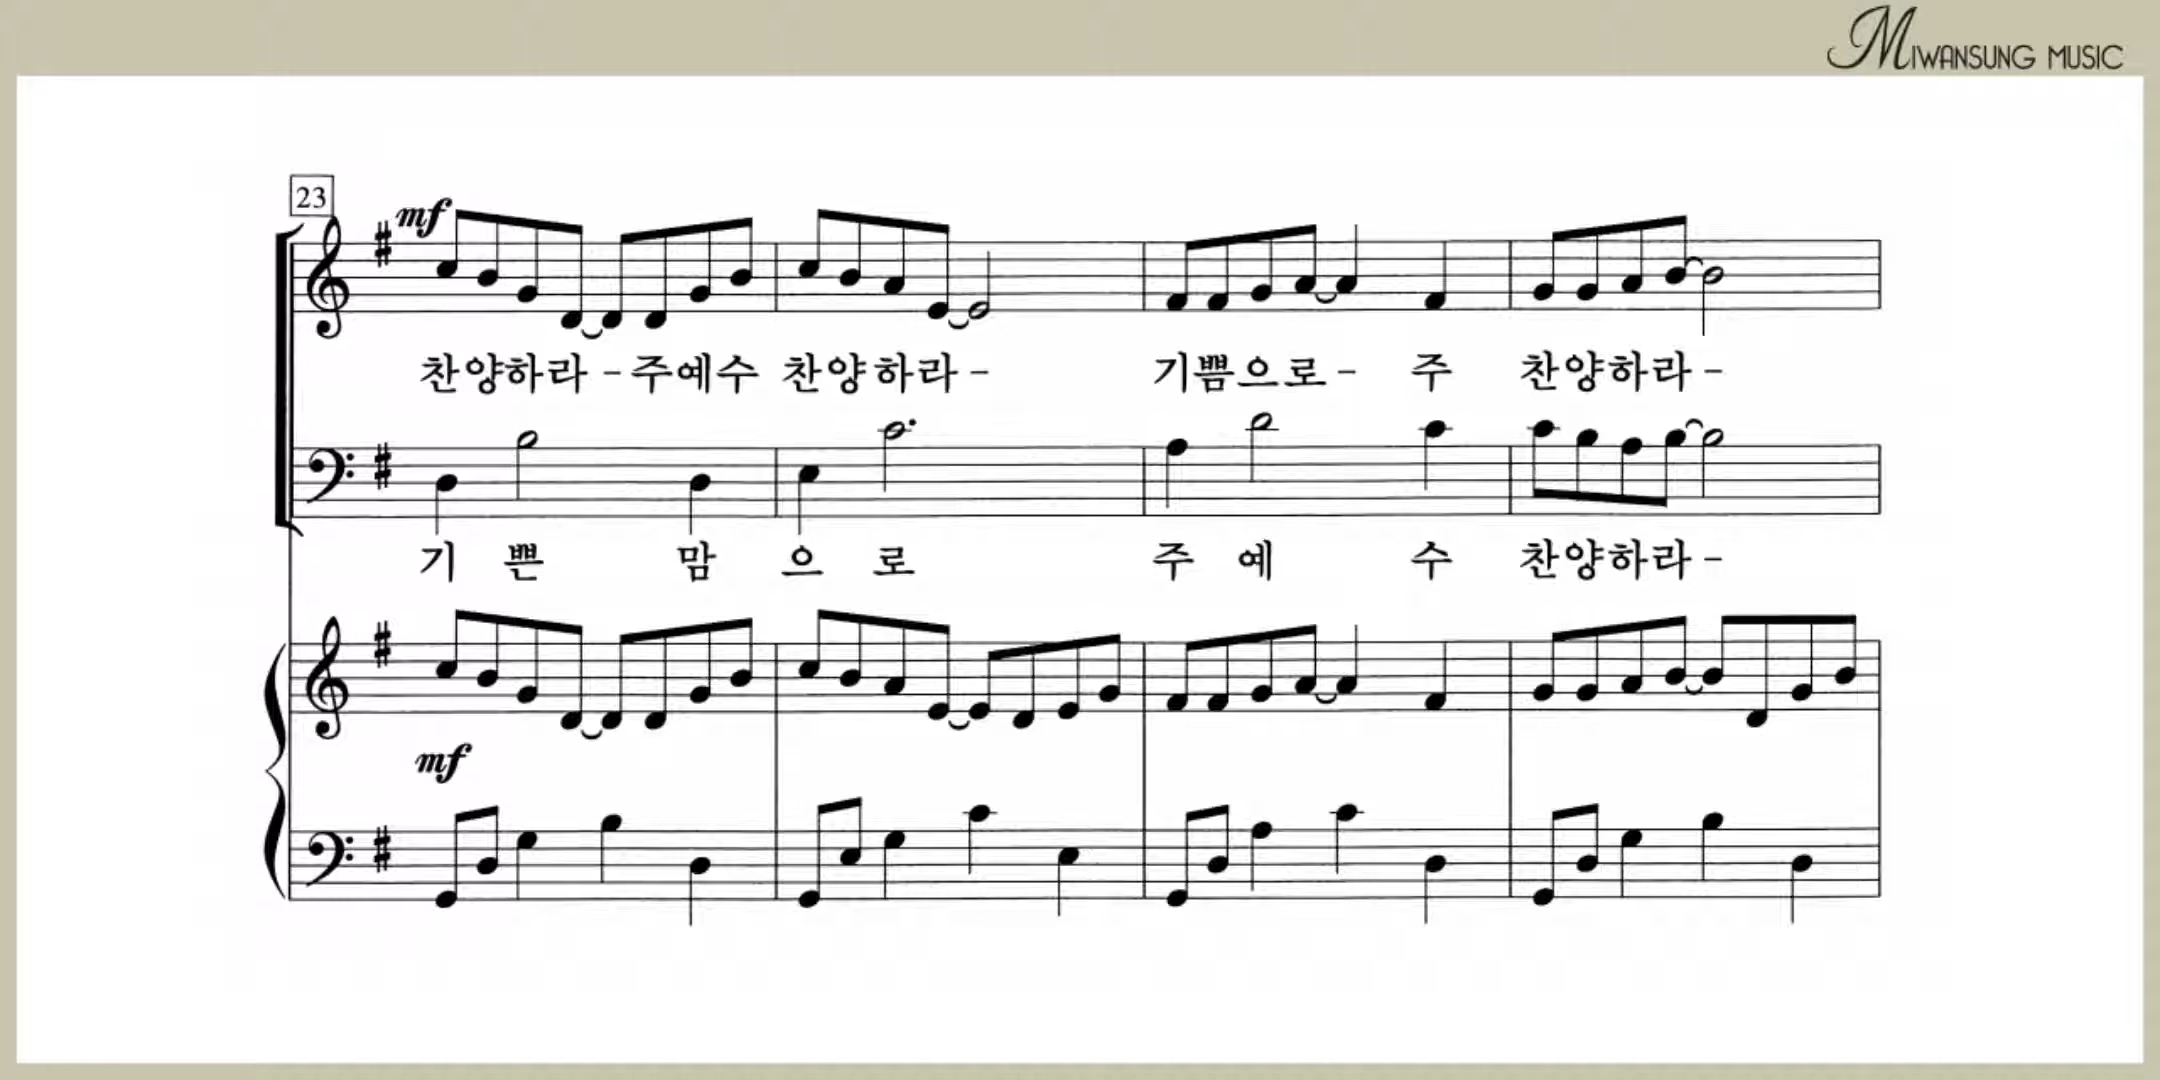 MIWANSUNG MUSIC
23
mf
찬양하라-주예수 찬양하라- 기쁨으로- 주 찬양하라-
기 쁜 맘 으 로 주 예 수 찬양하라-
mf